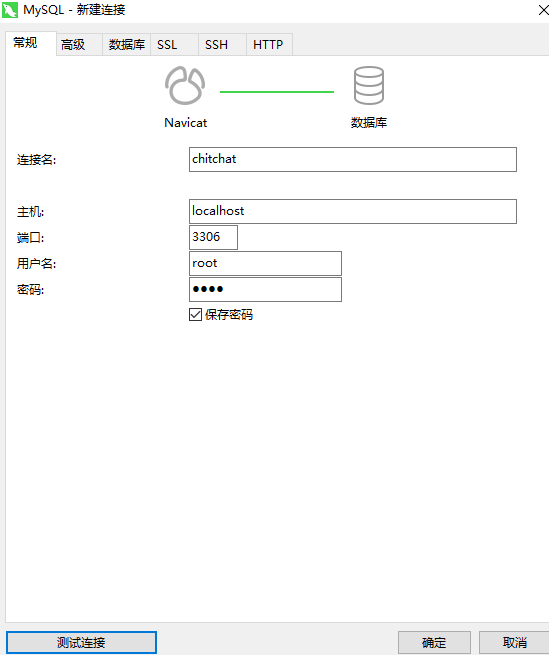 MySQL - 新建连接
常规 高级 数据库 SSL SSH HTTP
Navicat 数据库
连接名: chitchat
主机: localhost
端口: 3306
用户名: root
密码: ●●●●
保存密码
测试连接 确定 取消